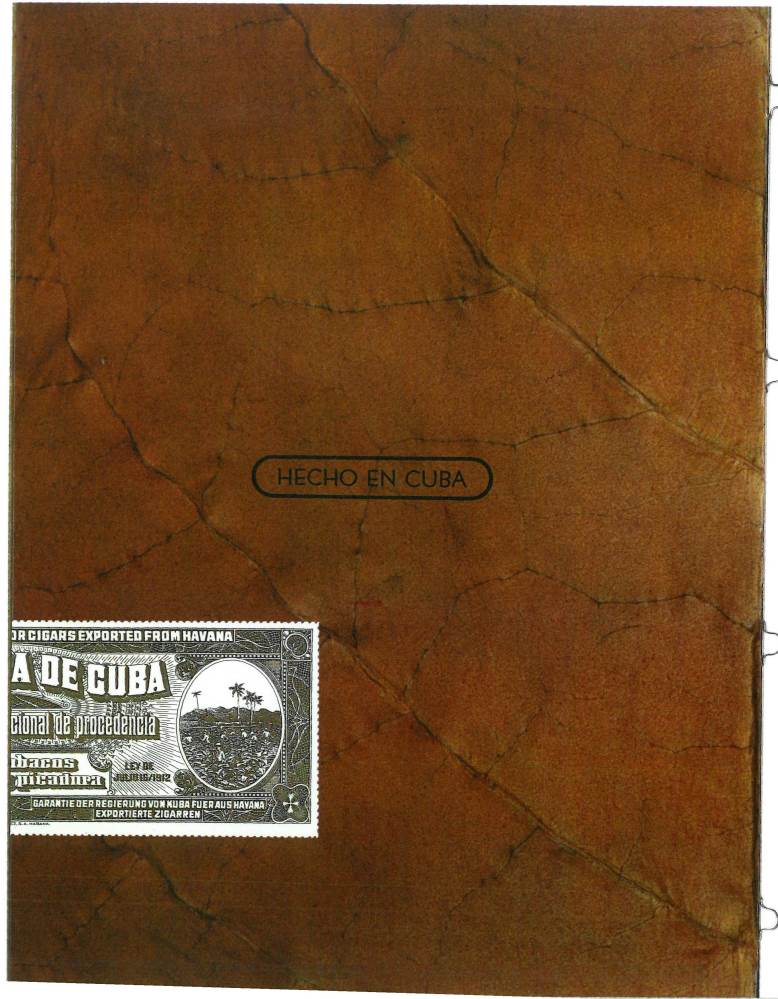 HECHO EN CUBA
OR CIGARS EXPORTED FROM HAVANA
A DE CUBA
cional de procedencia
bacos
picadura
LEY DE
JULIO 16/1912
GARANTIE DER REGIERUNG VON KUBA FUER AUS HAVANA
EXPORTIERTE ZIGARREN